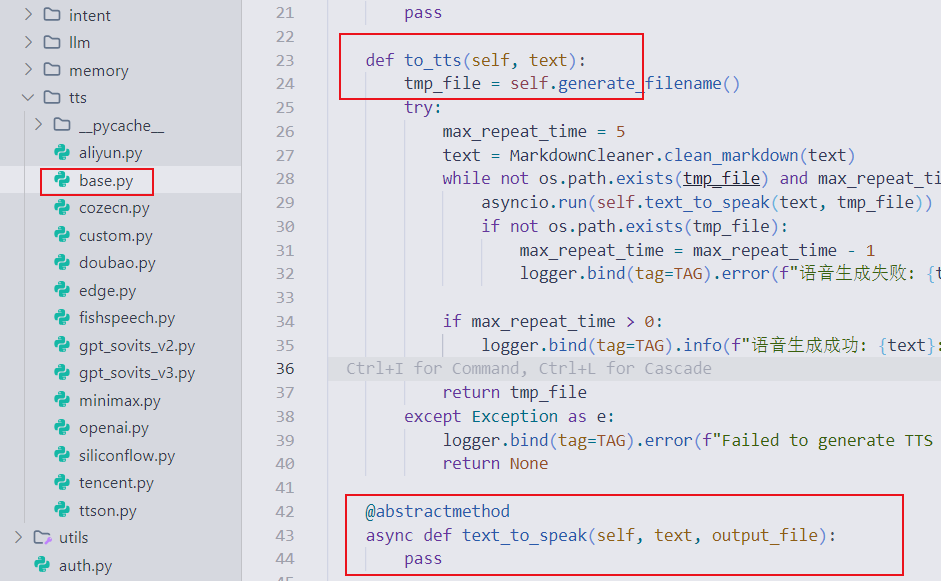 intent
llm
memory
tts
__pycache__
aliyun.py
base.py
cozecn.py
custom.py
doubao.py
edge.py
fishspeech.py
gpt_sovits_v2.py
gpt_sovits_v3.py
minimax.py
openai.py
siliconflow.py
tencent.py
ttson.py
utils
auth.py
21 pass
22
23 def to_tts(self, text):
24 tmp_file = self.generate_filename()
25 try:
26 max_repeat_time = 5
27 text = MarkdownCleaner.clean_markdown(text)
28 while not os.path.exists(tmp_file) and max_repeat_ti
29 asyncio.run(self.text_to_speak(text, tmp_file))
30 if not os.path.exists(tmp_file):
31 max_repeat_time = max_repeat_time - 1
32 logger.bind(tag=TAG).error(f"语音生成失败: {t
33
34 if max_repeat_time > 0:
35 logger.bind(tag=TAG).info(f"语音生成成功: {text}:
36 Ctrl+I for Command, Ctrl+L for Cascade
37 return tmp_file
38 except Exception as e:
39 logger.bind(tag=TAG).error(f"Failed to generate TTS
40 return None
41
42 @abstractmethod
43 async def text_to_speak(self, text, output_file):
44 pass